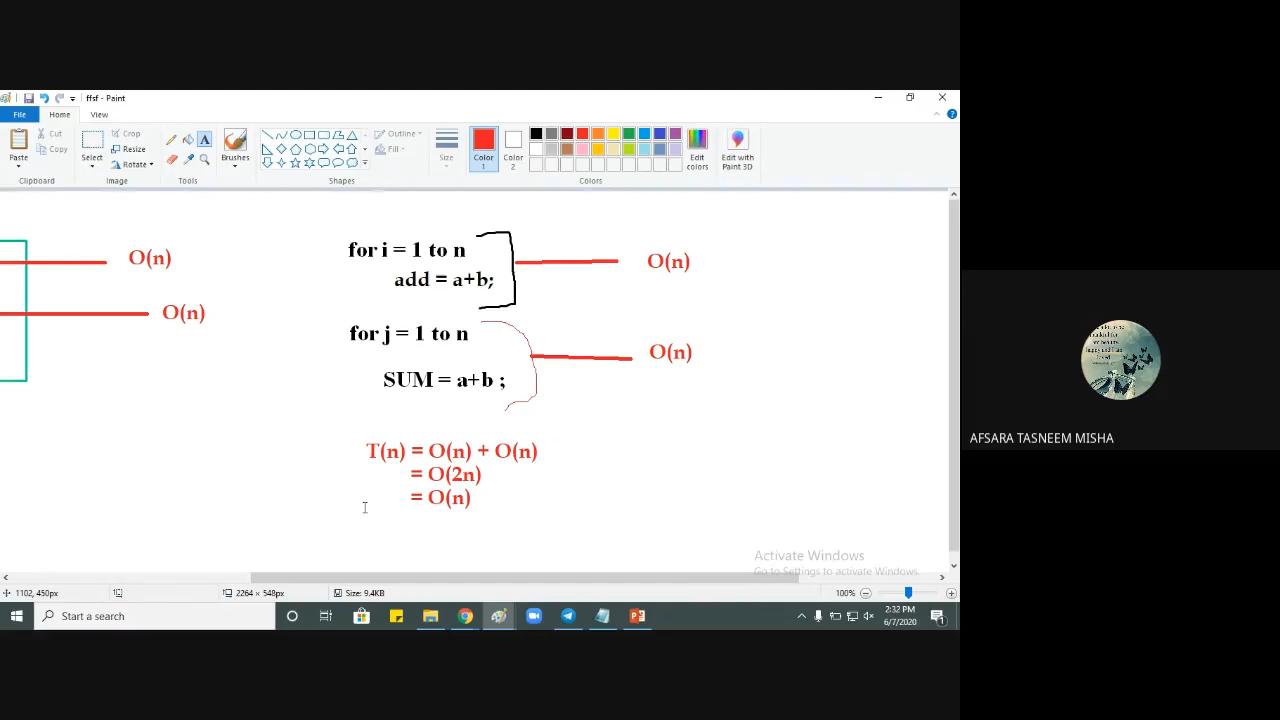 ffsf - Paint
File Home View
Paste
Cut
Copy
Clipboard
Select
Crop
Resize
Rotate
Image
Tools
Brushes
Shapes
Outline
Fill
Size
Color 1
Color 2
Colors
Edit colors
Edit with Paint 3D
O(n)
O(n)
for i = 1 to n
add = a+b;
O(n)
for j = 1 to n
SUM = a+b ;
O(n)
T(n) = O(n) + O(n)
= O(2n)
= O(n)
AFSARA TASNEEM MISHA
Activate Windows
Go to Settings to activate Windows.
1102, 450px
2264 × 548px
Size: 9.4KB
100%
Start a search
2:32 PM
6/7/2020